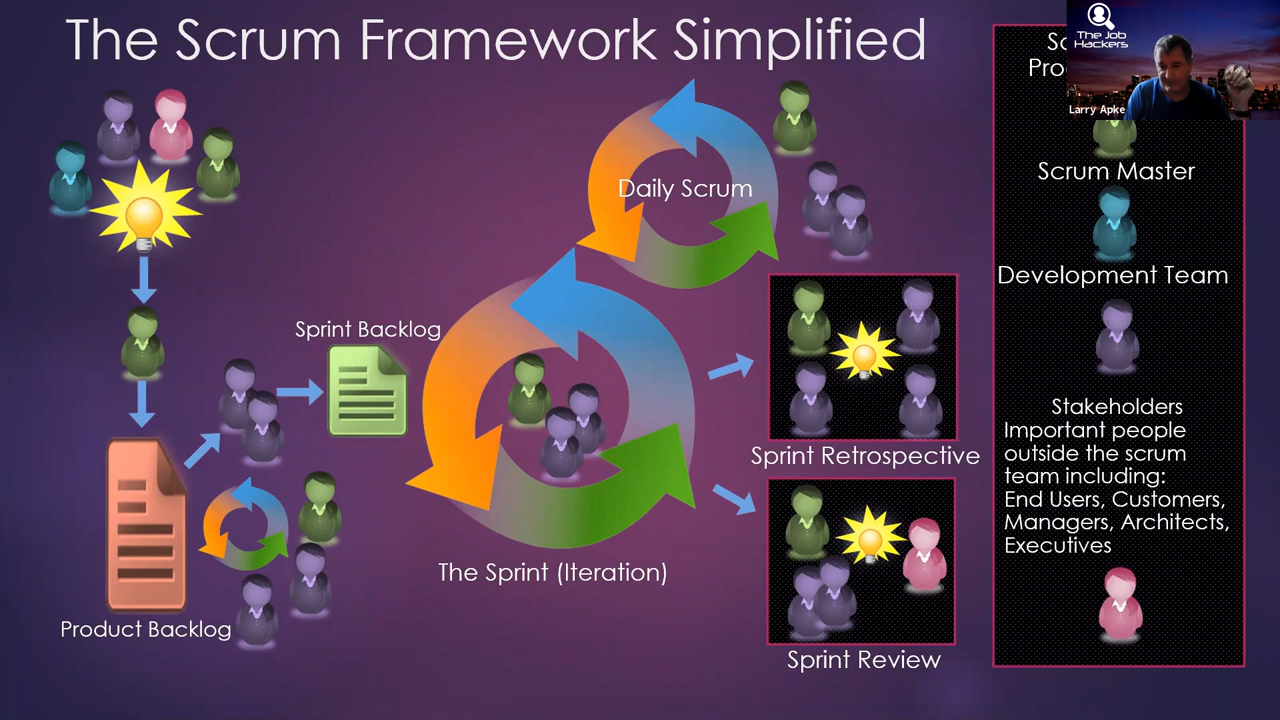 The Scrum Framework Simplified
The Job
Hackers
Larry Apke
Daily Scrum
Scrum Master
Development Team
Sprint Backlog
Stakeholders
Important people
outside the scrum
team including:
End Users, Customers,
Managers, Architects,
Executives
Sprint Retrospective
The Sprint (Iteration)
Product Backlog
Sprint Review